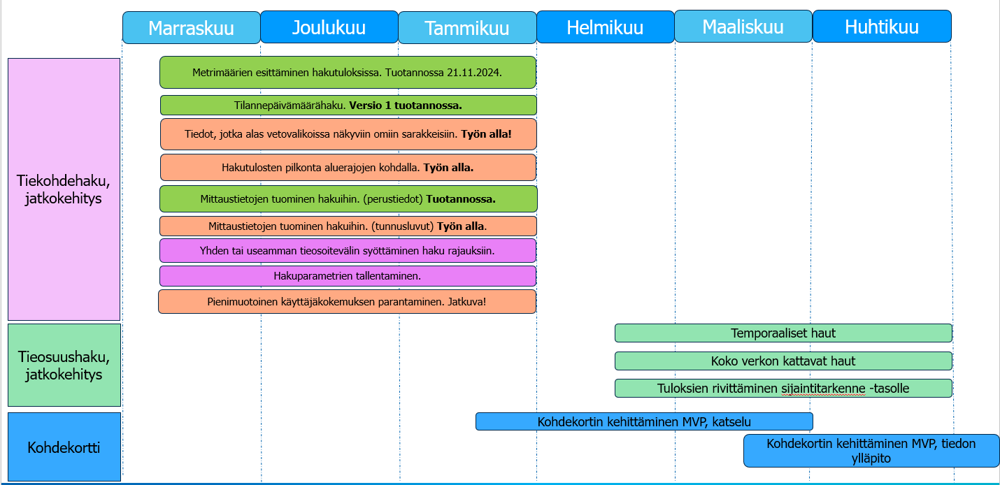 Marraskuu
Joulukuu
Tammikuu
Helmikuu
Maaliskuu
Huhtikuu
Tiekohdehaku,
jatkokehitys
Metrimäärien esittäminen hakutuloksissa. Tuotannossa 21.11.2024.
Tilannepäivämäärähaku. Versio 1 tuotannossa.
Tiedot, jotka alas vetovalikoissa näkyviin omiin sarakkeisiin. Työn alla!
Hakutulosten pilkonta aluerajojen kohdalla. Työn alla.
Mittaustietojen tuominen hakuihin. (perustiedot) Tuotannossa.
Mittaustietojen tuominen hakuihin. (tunnusluvut) Työn alla.
Yhden tai useamman tieosoitevälin syöttäminen haku rajauksiin.
Hakuparametrien tallentaminen.
Pienimuotoinen käyttäjäkokemuksen parantaminen. Jatkuva!
Tieosuushaku,
jatkokehitys
Temporaaliset haut
Koko verkon kattavat haut
Tuloksien rivittäminen sijaintitarkenne -tasolle
Kohdekortti
Kohdekortin kehittäminen MVP, katselu
Kohdekortin kehittäminen MVP, tiedon
ylläpito